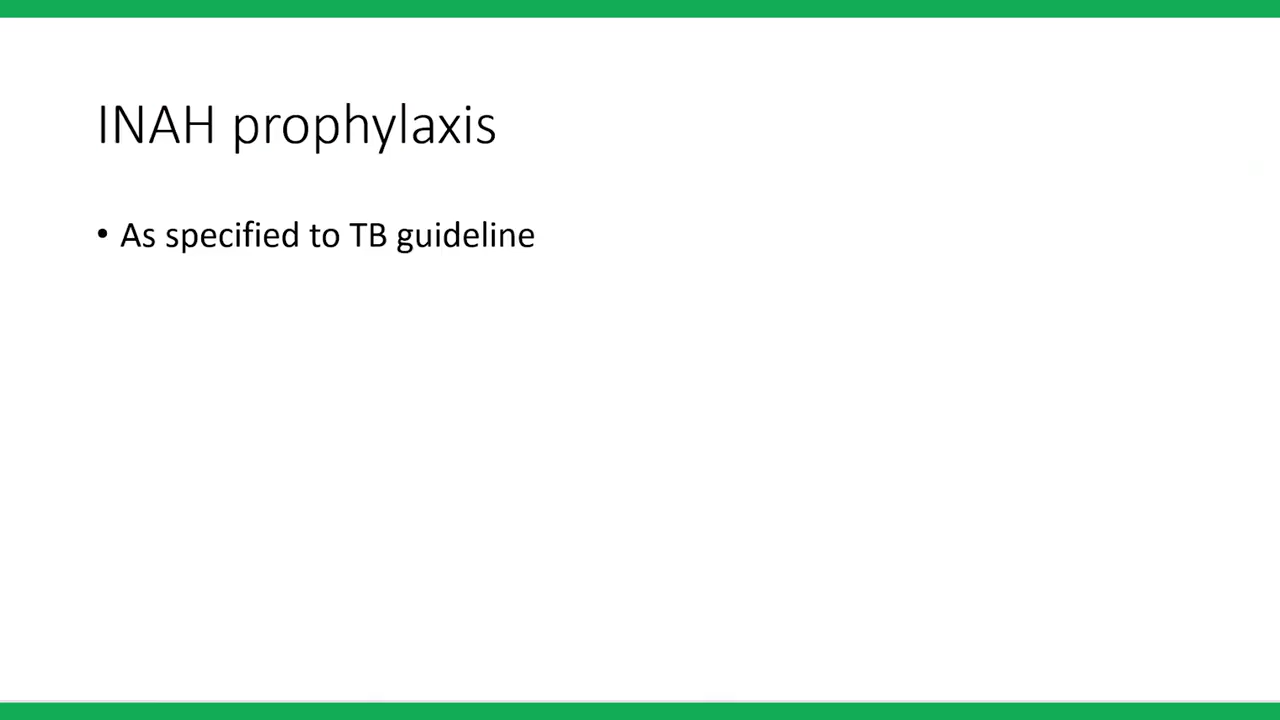 INAH prophylaxis
• As specified to TB guideline